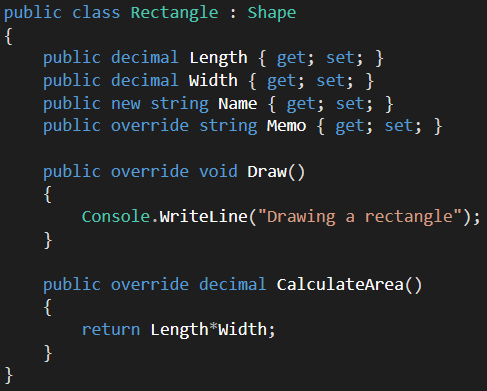 public class Rectangle : Shape
{
    public decimal Length { get; set; }
    public decimal Width { get; set; }
    public new string Name { get; set; }
    public override string Memo { get; set; }

    public override void Draw()
    {
        Console.WriteLine("Drawing a rectangle");
    }

    public override decimal CalculateArea()
    {
        return Length*Width;
    }
}